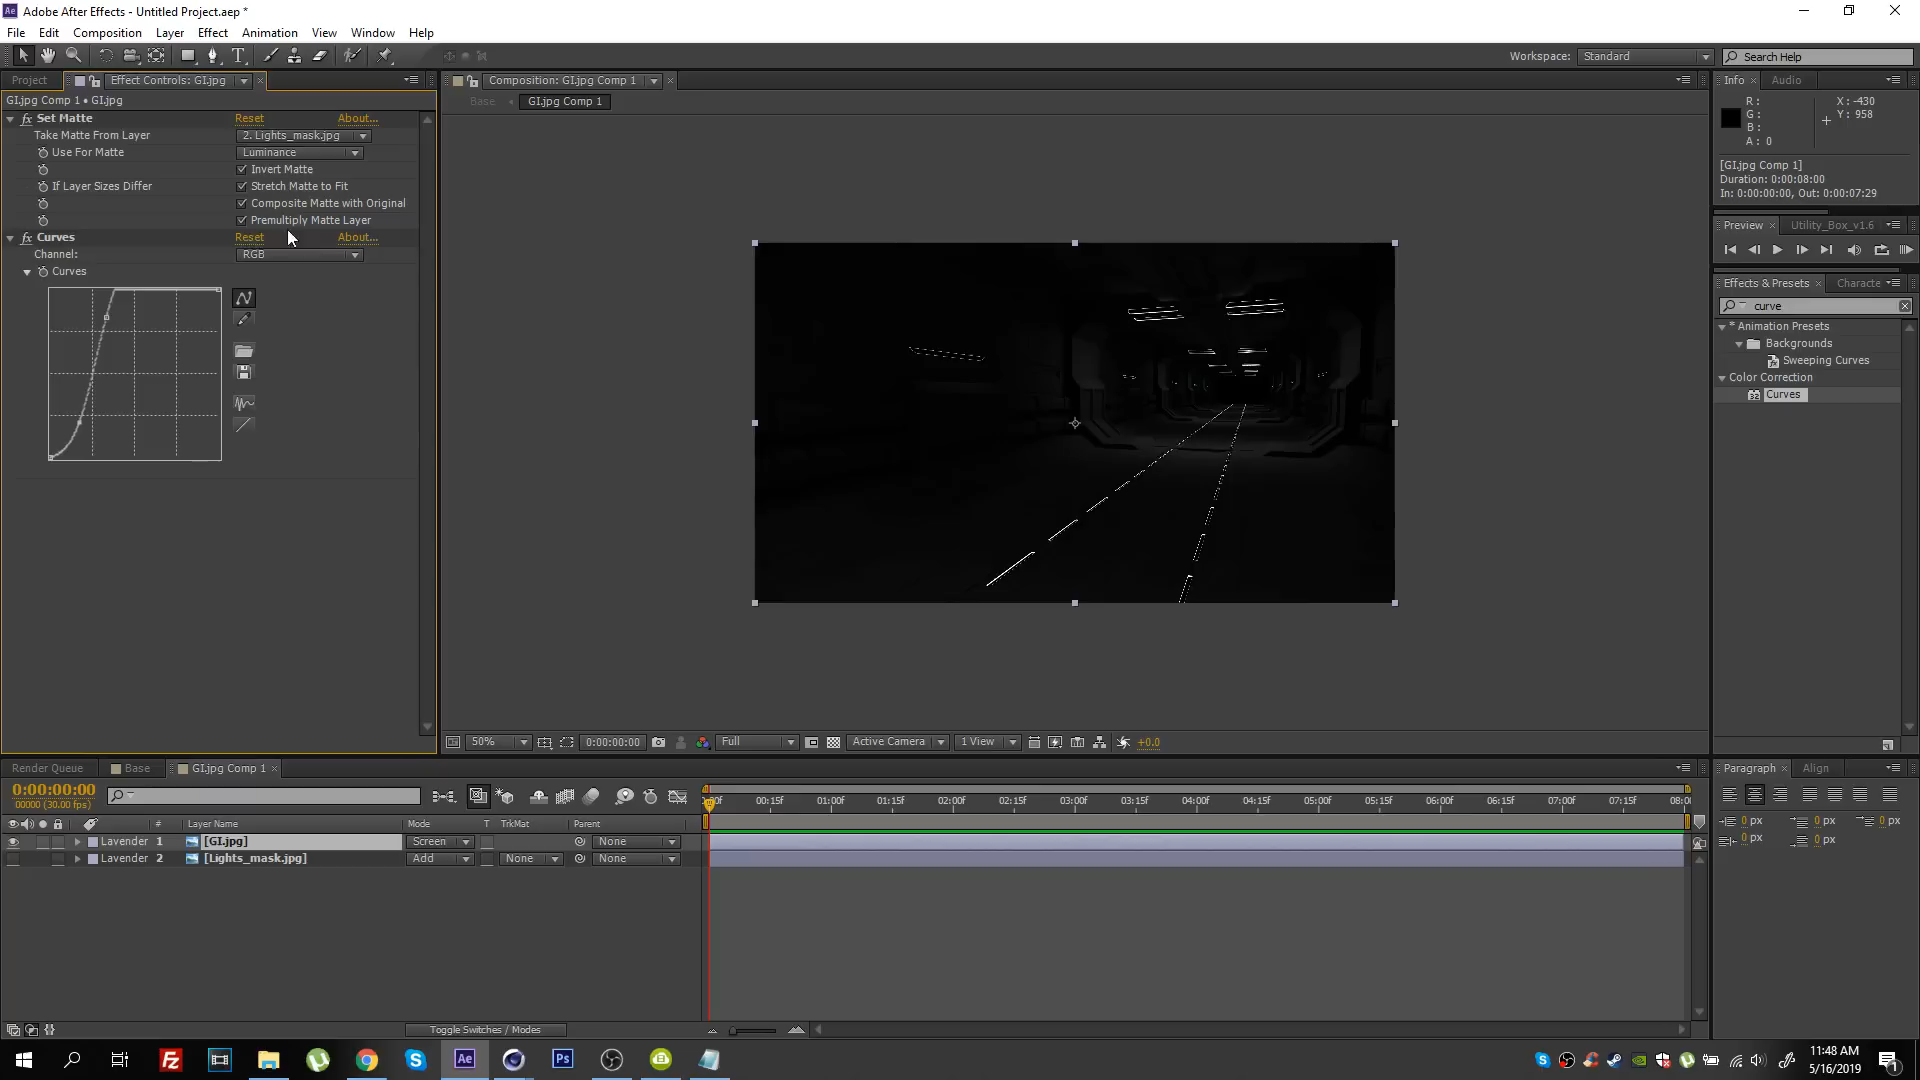 Ae Adobe After Effects - Untitled Project.aep *
File Edit Composition Layer Effect Animation View Window Help
T Workspace: Standard Search Help
Project Effect Controls: GI.jpg
GI.jpg Comp 1 • GI.jpg
fx Set Matte Reset About...
Take Matte From Layer 2. Lights_mask.jpg
Use For Matte Luminance
Invert Matte
If Layer Sizes Differ Stretch Matte to Fit
Composite Matte with Original
Premultiply Matte Layer
fx Curves Reset About...
Channel: RGB
Curves
Composition: GI.jpg Comp 1
Base GI.jpg Comp 1
50% 0:00:00:00 Full Active Camera 1 View +0.0
Info Audio
R: X: -430
G: Y: 958
B:
A: 0
[GI.jpg Comp 1]
Duration: 0:00:08:00
In: 0:00:00:00, Out: 0:00:07:29
Preview Utility_Box_v1.6
Effects & Presets Characte
curve
* Animation Presets
Backgrounds
Sweeping Curves
Color Correction
32 Curves
Render Queue Base GI.jpg Comp 1
0:00:00:00
00000 (30.00 fps)
00f 00:15f 01:00f 01:15f 02:00f 02:15f 03:00f 03:15f 04:00f 04:15f 05:00f 05:15f 06:00f 06:15f 07:00f 07:15f 08:0
# Layer Name Mode T TrkMat Parent
Lavender 1 [GI.jpg] Screen None
Lavender 2 [Lights_mask.jpg] Add None None
Toggle Switches / Modes
Paragraph Align
0 px 0 px 0 px
0 px 0 px
Fz Ae Ps
11:48 AM
5/16/2019
1